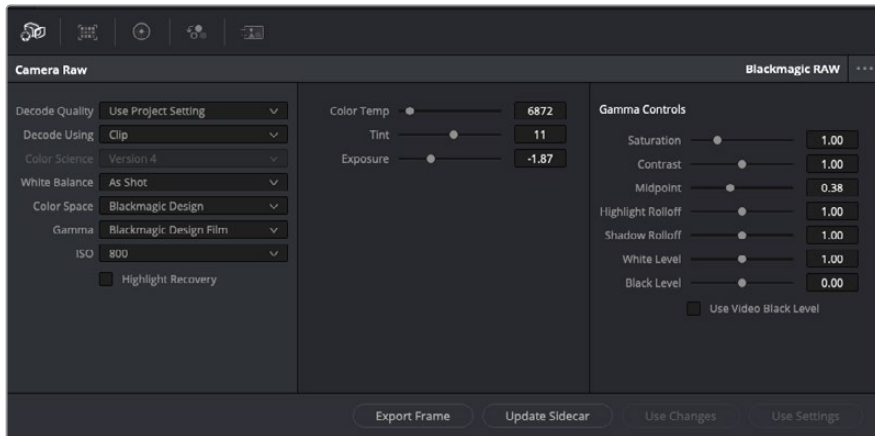 Camera Raw
Blackmagic RAW
Decode Quality Use Project Setting
Decode Using Clip
Color Science Version 4
White Balance As Shot
Color Space Blackmagic Design
Gamma Blackmagic Design Film
ISO 800
Highlight Recovery
Color Temp 6872
Tint 11
Exposure -1.87
Gamma Controls
Saturation 1.00
Contrast 1.00
Midpoint 0.38
Highlight Rolloff 1.00
Shadow Rolloff 1.00
White Level 1.00
Black Level 0.00
Use Video Black Level
Export Frame
Update Sidecar
Use Changes
Use Settings